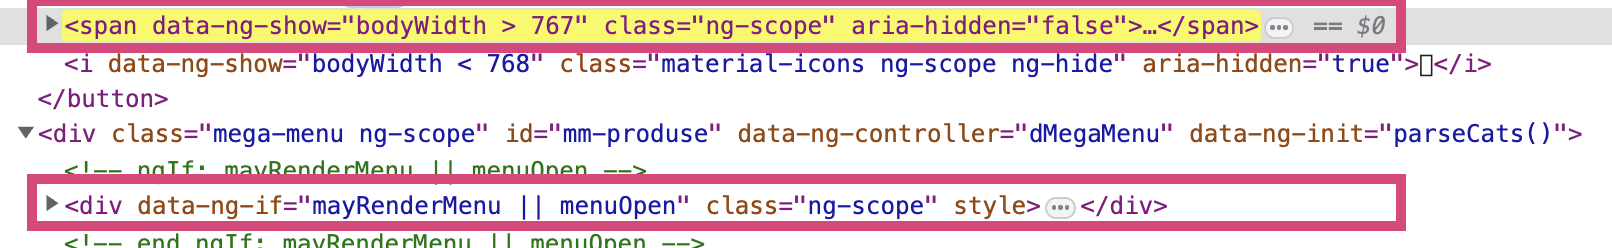 <span data-ng-show="bodyWidth > 767" class="ng-scope" aria-hidden="false">…</span> ••• == $0
<i data-ng-show="bodyWidth < 768" class="material-icons ng-scope ng-hide" aria-hidden="true"></i>
</button>
<div class="mega-menu ng-scope" id="mm-produse" data-ng-controller="dMegaMenu" data-ng-init="parseCats()">
<!-- ngIf: mayRenderMenu || menuOpen -->
<div data-ng-if="mayRenderMenu || menuOpen" class="ng-scope" style> ••• </div>
<!-- end ngIf: mayRenderMenu || menuOpen -->